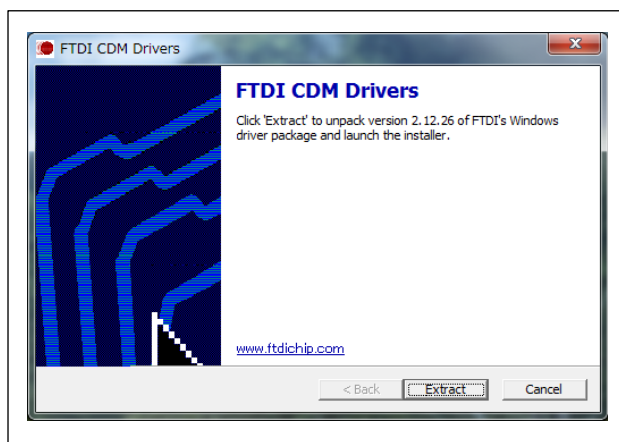 FTDI CDM Drivers
FTDI CDM Drivers
Click 'Extract' to unpack version 2.12.26 of FTDI's Windows
driver package and launch the installer.
www.ftdichip.com
< Back
Extract
Cancel